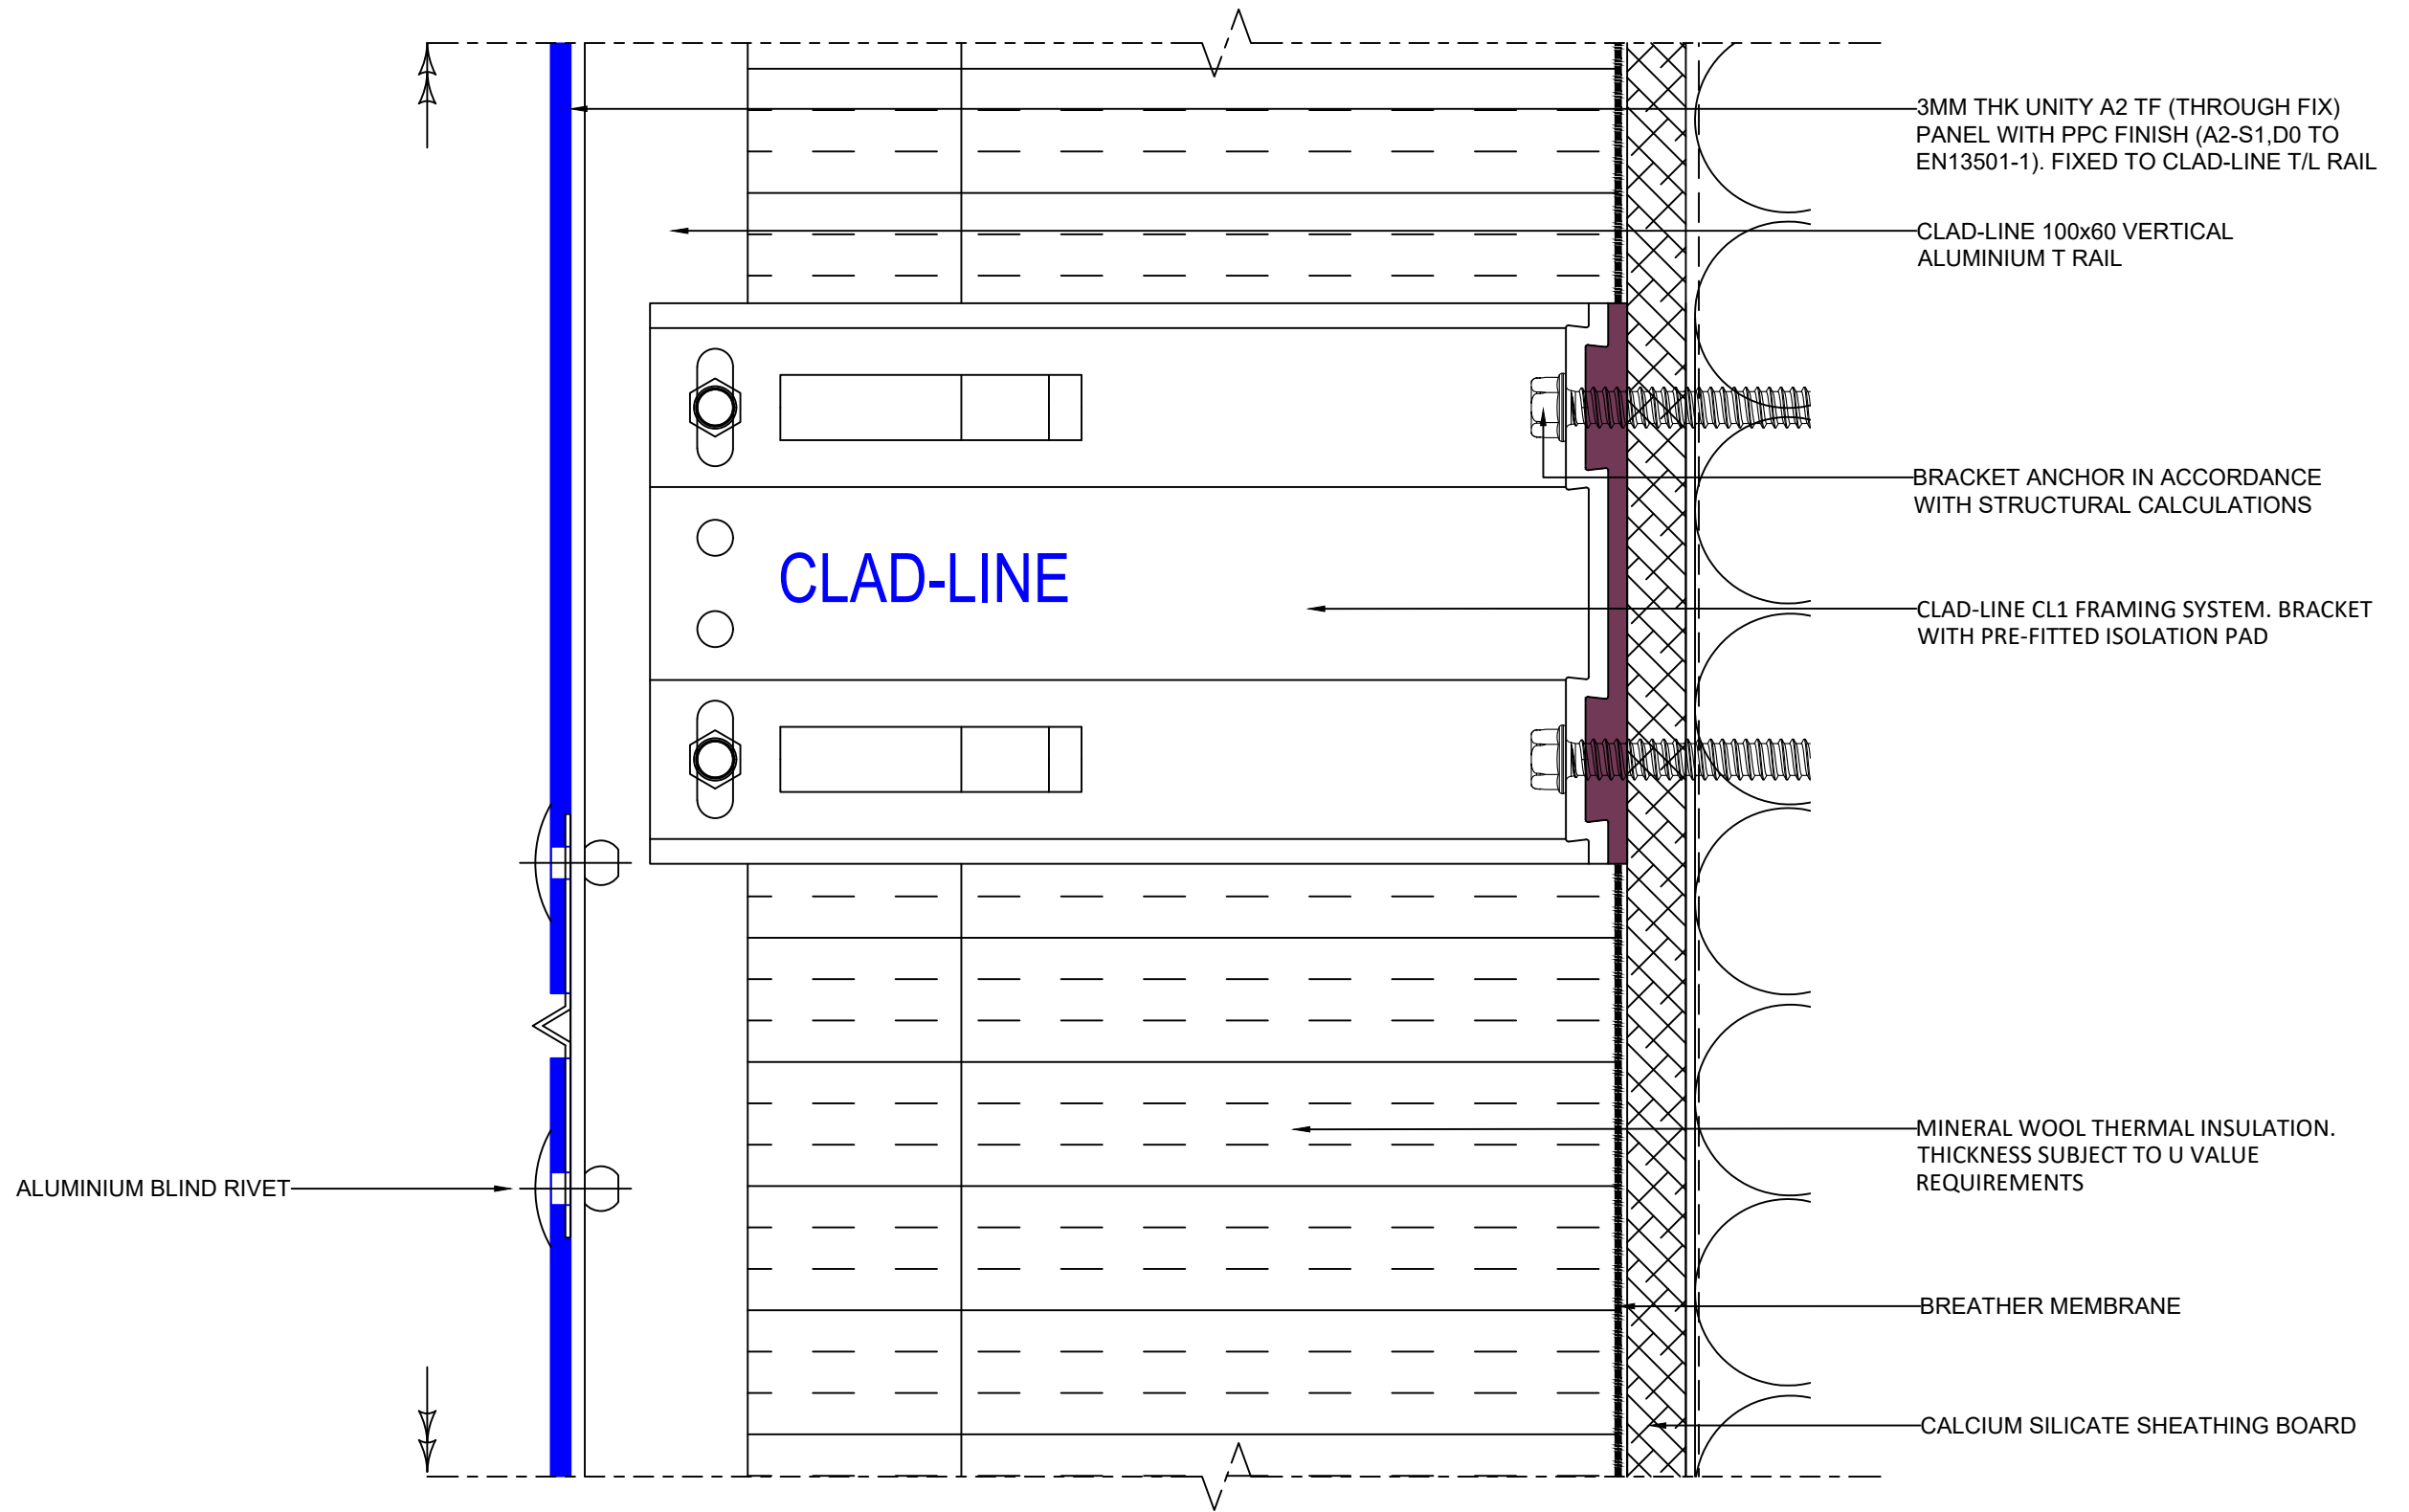 3MM THK UNITY A2 TF (THROUGH FIX)
PANEL WITH PPC FINISH (A2-S1,D0 TO
EN13501-1). FIXED TO CLAD-LINE T/L RAIL
CLAD-LINE 100x60 VERTICAL
ALUMINIUM T RAIL
BRACKET ANCHOR IN ACCORDANCE
WITH STRUCTURAL CALCULATIONS
CLAD-LINE
CLAD-LINE CL1 FRAMING SYSTEM. BRACKET
WITH PRE-FITTED ISOLATION PAD
MINERAL WOOL THERMAL INSULATION.
THICKNESS SUBJECT TO U VALUE
REQUIREMENTS
ALUMINIUM BLIND RIVET
BREATHER MEMBRANE
CALCIUM SILICATE SHEATHING BOARD